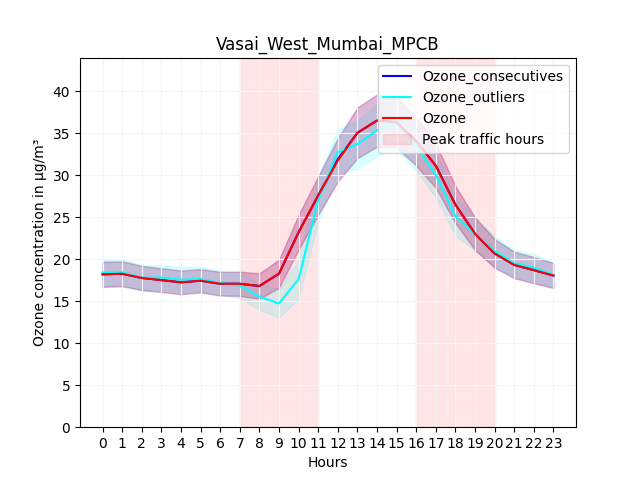 Vasai_West_Mumbai_MPCB
Ozone_consecutives
Ozone_outliers
Ozone
Peak traffic hours
Ozone concentration in µg/m³
40
35
30
25
20
15
10
5
0
0 1 2 3 4 5 6 7 8 9 10 11 12 13 14 15 16 17 18 19 20 21 22 23
Hours